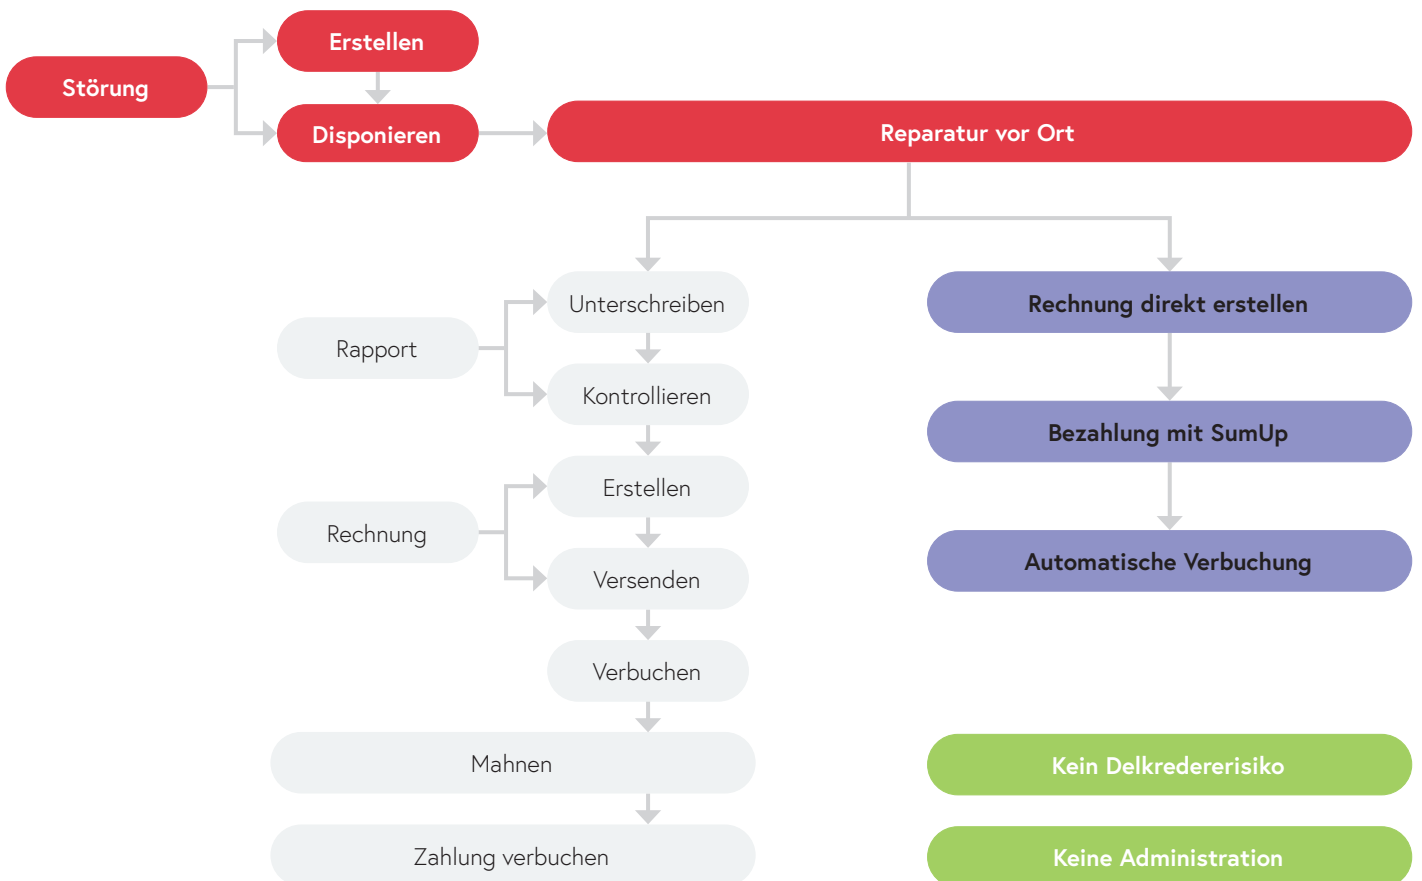 Erstellen
Störung
Disponieren
Reparatur vor Ort
Unterschreiben
Rechnung direkt erstellen
Rapport
Kontrollieren
Bezahlung mit SumUp
Erstellen
Rechnung
Versenden
Automatische Verbuchung
Verbuchen
Mahnen
Kein Delkredererisiko
Zahlung verbuchen
Keine Administration